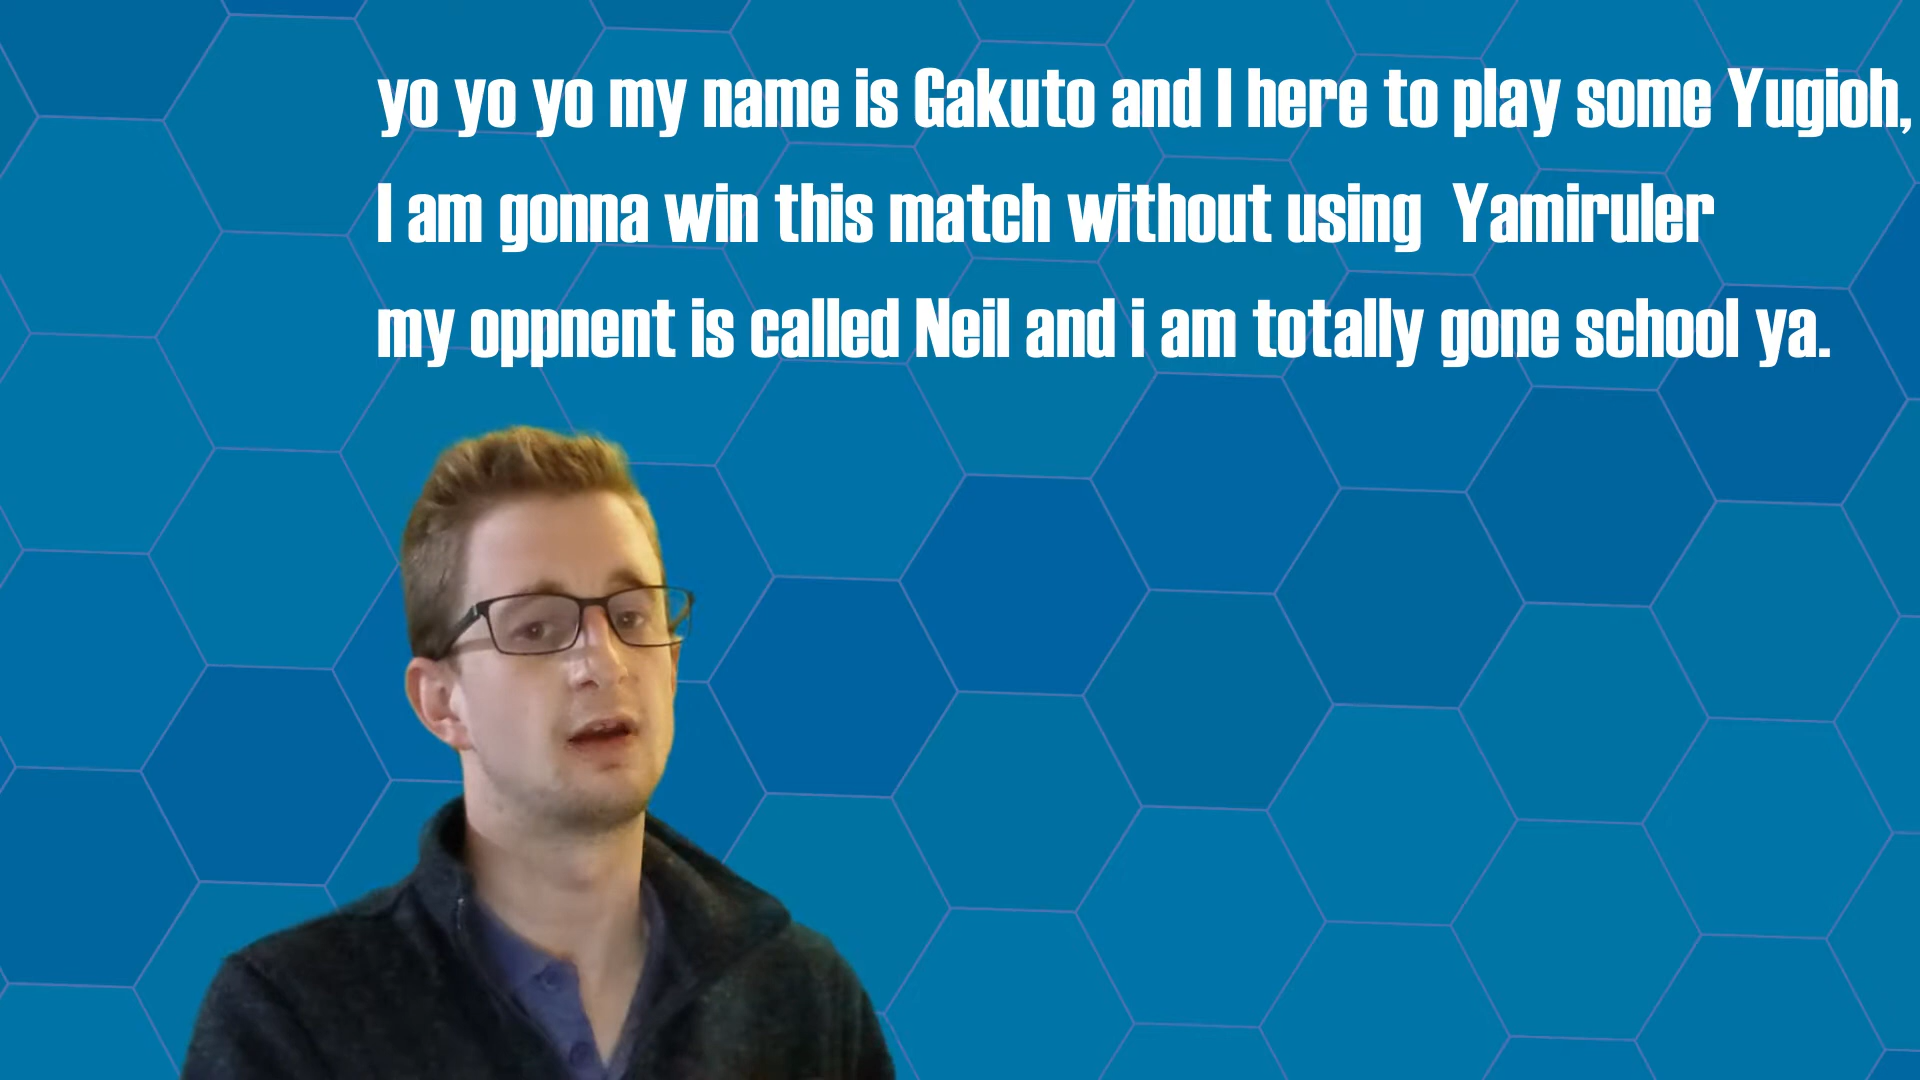 yo yo yo my name is Gakuto and I here to play some Yugioh,
I am gonna win this match without using  Yamiruler
my oppnent is called Neil and i am totally gone school ya.